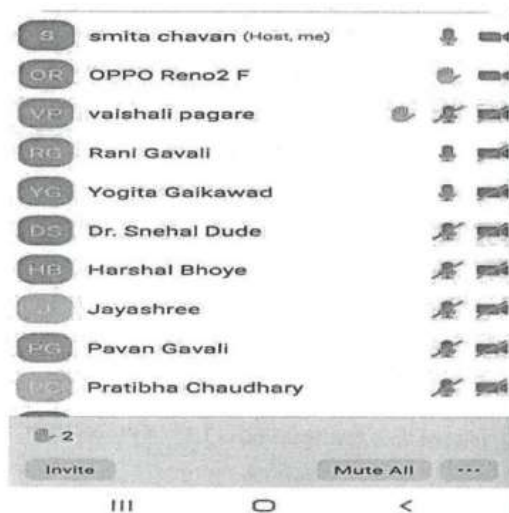 S smita chavan (Host, me)
OR OPPO Reno2 F
VP vaishali pagare
RG Rani Gavali
YG Yogita Gaikawad
DS Dr. Snehal Dude
HB Harshal Bhoye
J Jayashree
PG Pavan Gavali
PC Pratibha Chaudhary
2
Invite Mute All ...